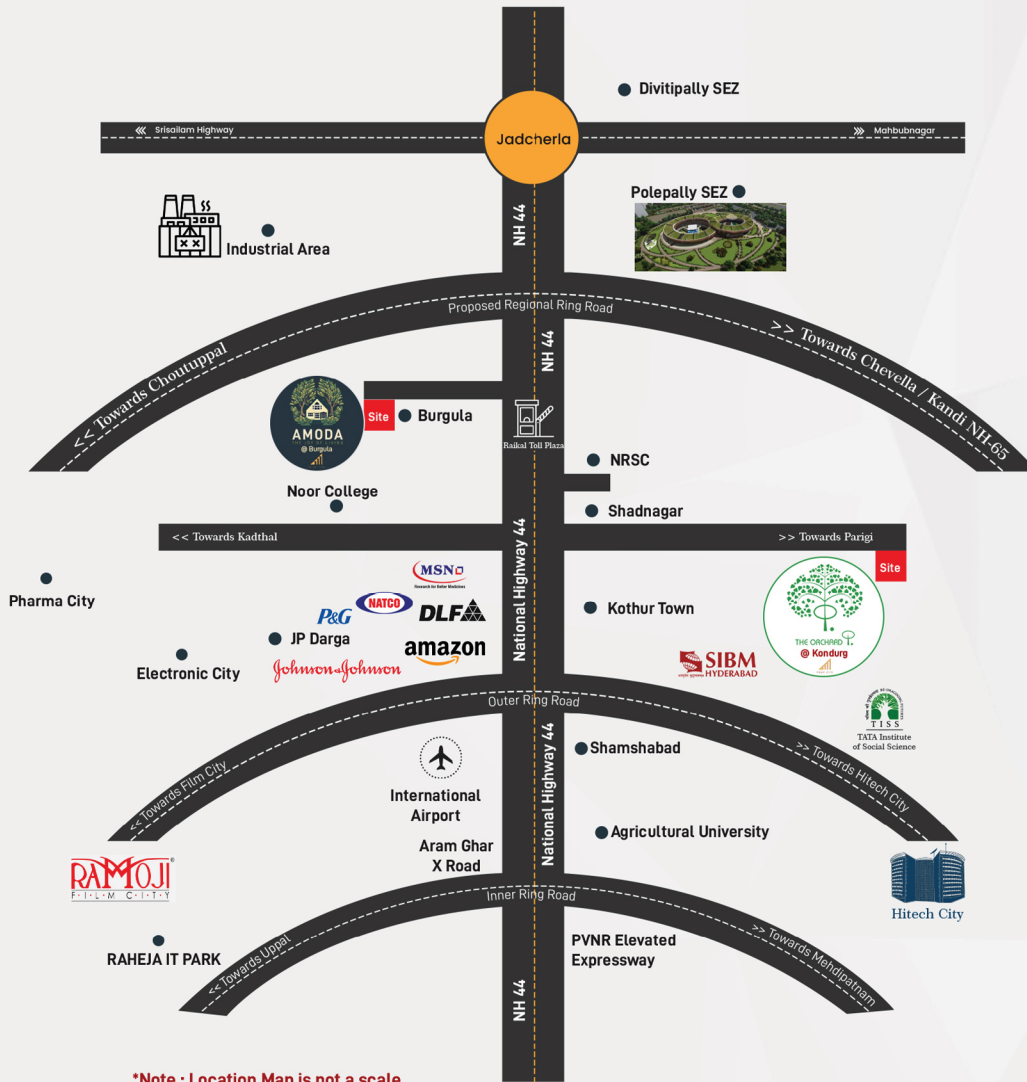 Divitipally SEZ
Srisailam Highway
Jadcherla
Mahbubnagar
Polepally SEZ
Industrial Area
NH 44
Proposed Regional Ring Road
<< Towards Choutuppal
>> Towards Chevella / Kandi NH-65
NH 44
AMODA
@ Burgula
Site
Burgula
Raikal Toll Plaza
NRSC
Noor College
Shadnagar
<< Towards Kadthal
>> Towards Parigi
National Highway 44
Site
Pharma City
MSN
Research for Better Medicines
NATCO
P&G
DLF
Kothur Town
THE ORCHARD
@ Kondurg
JP Darga
amazon
Electronic City
Johnson & Johnson
SIBM
HYDERABAD
Outer Ring Road
TISS
TATA Institute
of Social Science
<< Towards Film City
>> Towards Hitech City
National Highway 44
Shamshabad
International
Airport
Agricultural University
Aram Ghar
X Road
RAMOJI
FILM CITY
Hitech City
Inner Ring Road
<< Towards Uppal
>> Towards Mehdipatnam
RAHEJA IT PARK
PVNR Elevated
Expressway
NH 44
*Note : Location Map is not a scale